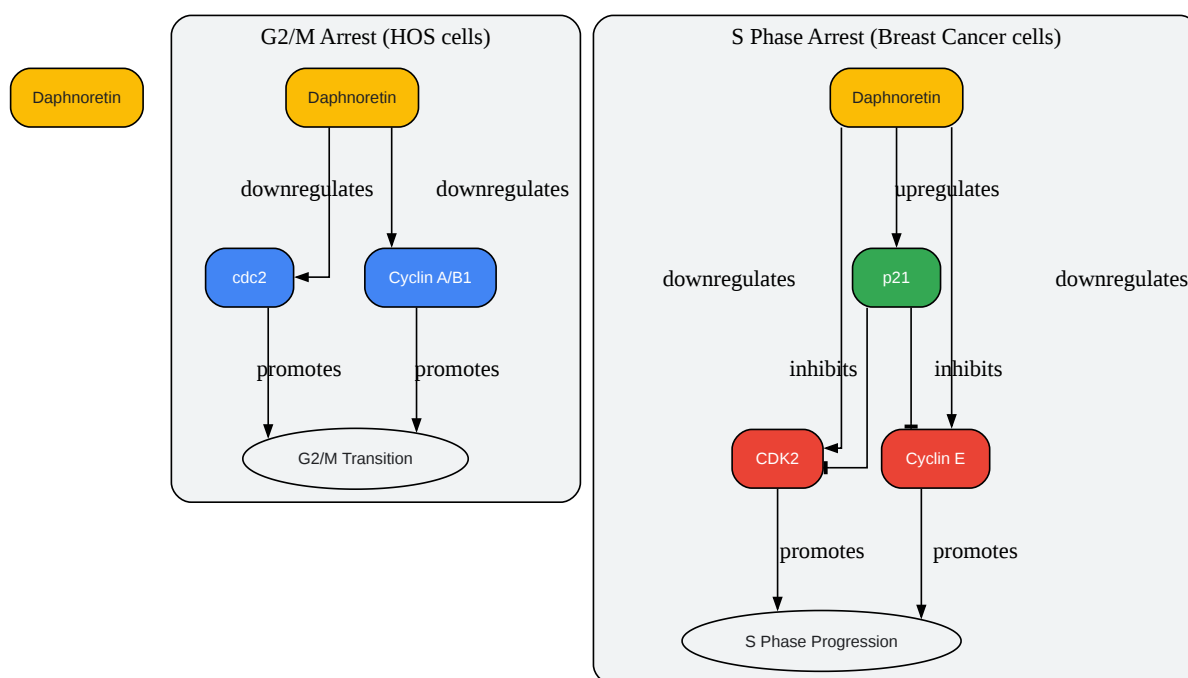 G2/M Arrest (HOS cells)
S Phase Arrest (Breast Cancer cells)
Daphnoretin
Daphnoretin
Daphnoretin
downregulates
downregulates
upregulates
cdc2
Cyclin A/B1
downregulates
p21
downregulates
promotes
promotes
inhibits
inhibits
G2/M Transition
CDK2
Cyclin E
promotes
promotes
S Phase Progression